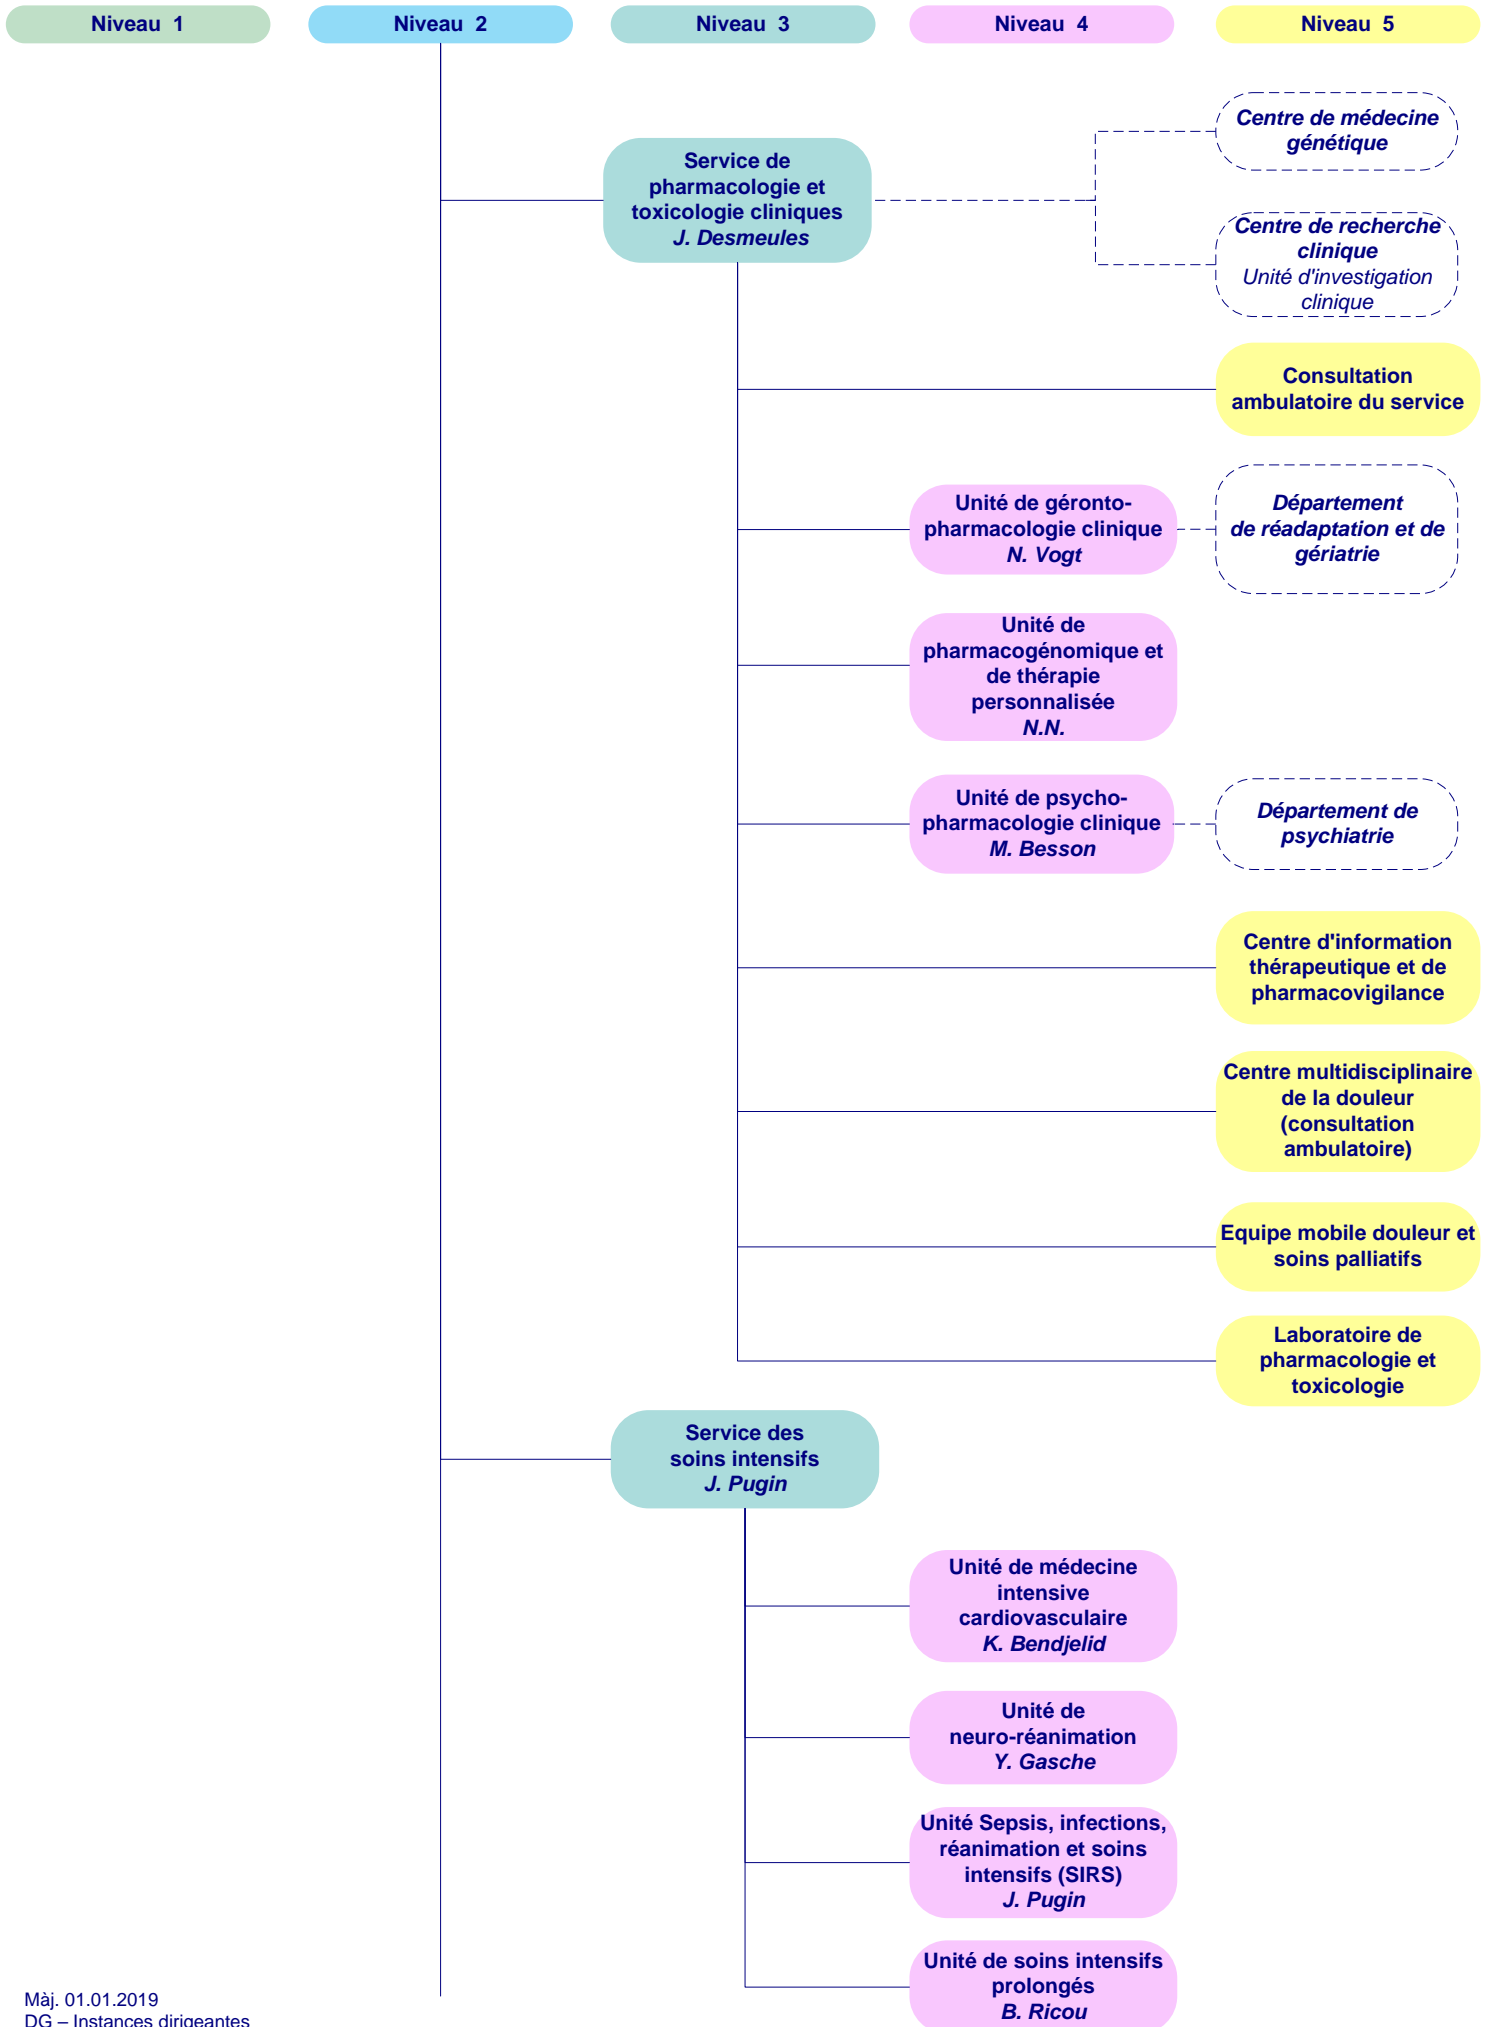 Niveau 1
Niveau 2
Niveau 3
Niveau 4
Niveau 5
Centre de médecine
génétique
Service de
pharmacologie et
toxicologie cliniques
J. Desmeules
Centre de recherche
clinique
Unité d'investigation
clinique
Consultation
ambulatoire du service
Unité de géronto-
pharmacologie clinique
N. Vogt
Département
de réadaptation et de
gériatrie
Unité de
pharmacogénomique et
de thérapie
personnalisée
N.N.
Unité de psycho-
pharmacologie clinique
M. Besson
Département de
psychiatrie
Centre d'information
thérapeutique et de
pharmacovigilance
Centre multidisciplinaire
de la douleur
(consultation
ambulatoire)
Equipe mobile douleur et
soins palliatifs
Laboratoire de
pharmacologie et
toxicologie
Service des
soins intensifs
J. Pugin
Unité de médecine
intensive
cardiovasculaire
K. Bendjelid
Unité de
neuro-réanimation
Y. Gasche
Unité Sepsis, infections,
réanimation et soins
intensifs (SIRS)
J. Pugin
Unité de soins intensifs
prolongés
B. Ricou
Màj. 01.01.2019
DG – Instances dirigeantes